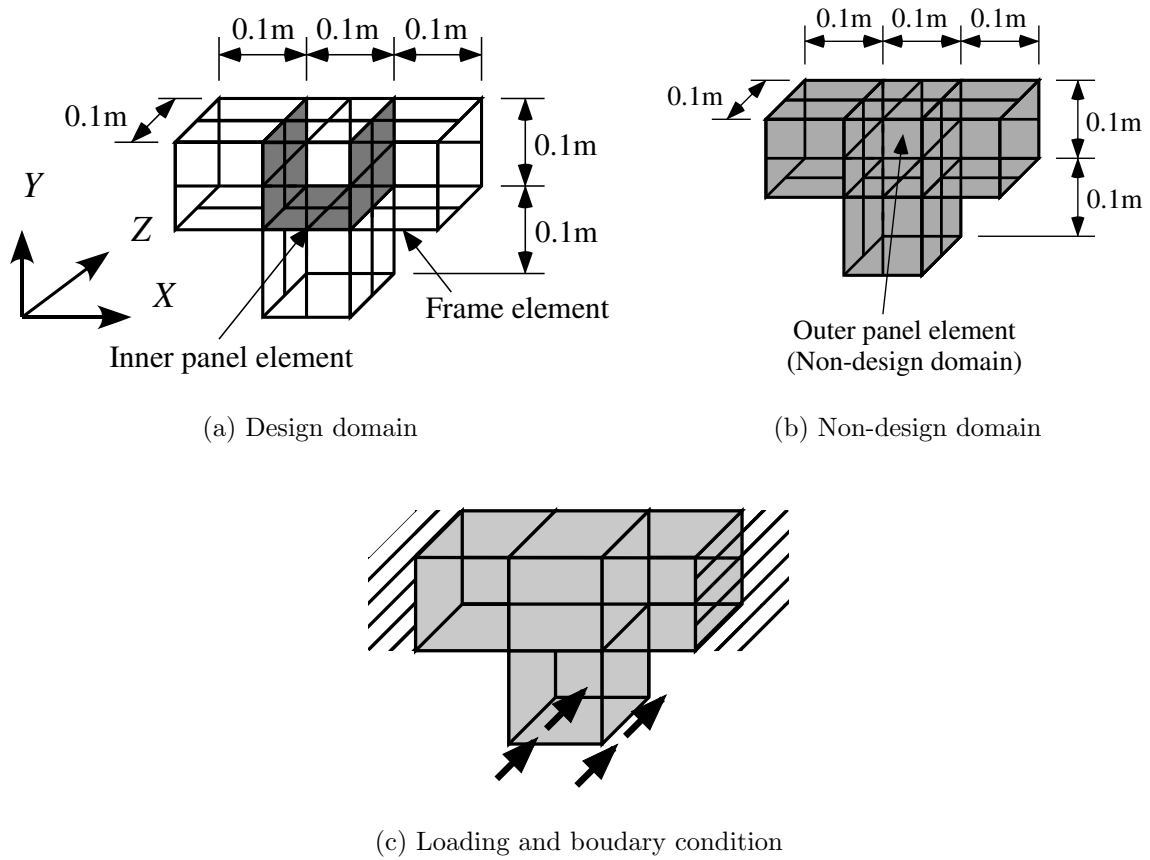 0.1m 0.1m 0.1m
0.1m
0.1m
0.1m
Y
Z
X
Frame element
Inner panel element
(a) Design domain
0.1m 0.1m 0.1m
0.1m
0.1m
0.1m
Outer panel element
(Non-design domain)
(b) Non-design domain
(c) Loading and boudary condition